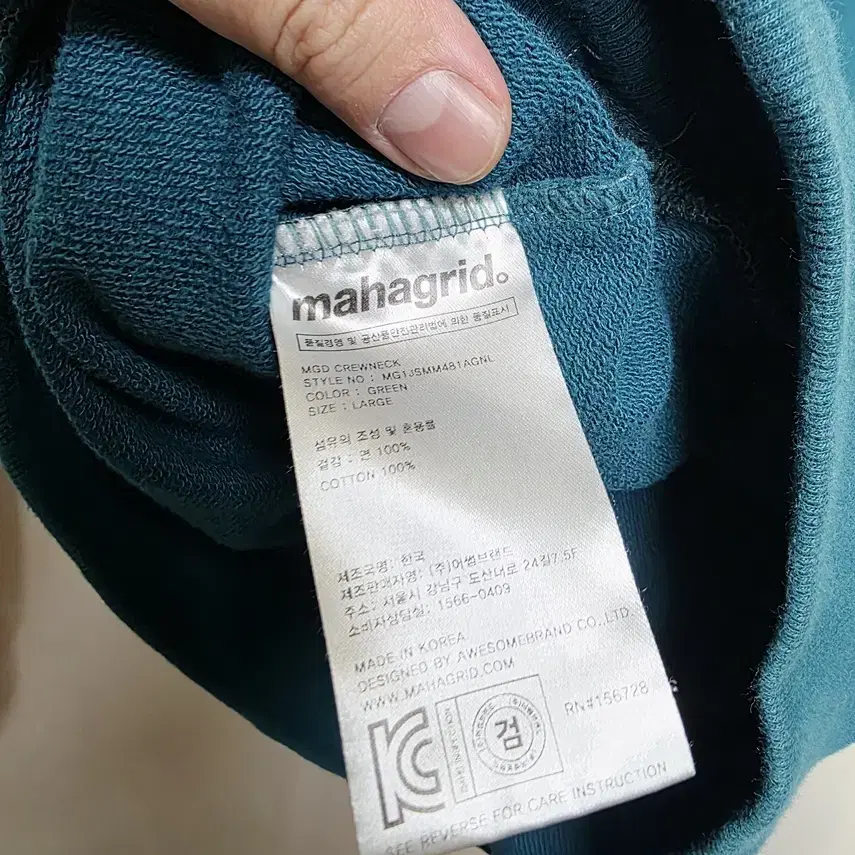 mahagrid.
품질경영 및 공산품안전관리법에 의한 품질표시
MGD CREWNECK
STYLE NO : MG1JSMM481AGNL
COLOR : GREEN
SIZE : LARGE
섬유의 조성 및 혼용률
겉감 : 면 100%
COTTON 100%
제조국명: 한국
제조판매자명: (주)어썸브랜드
주소: 서울시 강남구 도산대로 24길7.5F
소비자상담실: 1566-0409
MADE IN KOREA
DESIGNED BY AWESOMEBRAND CO.,LTD.
WWW.MAHAGRID.COM
RN#156728
KC
검
SEE REVERSE FOR CARE INSTRUCTION